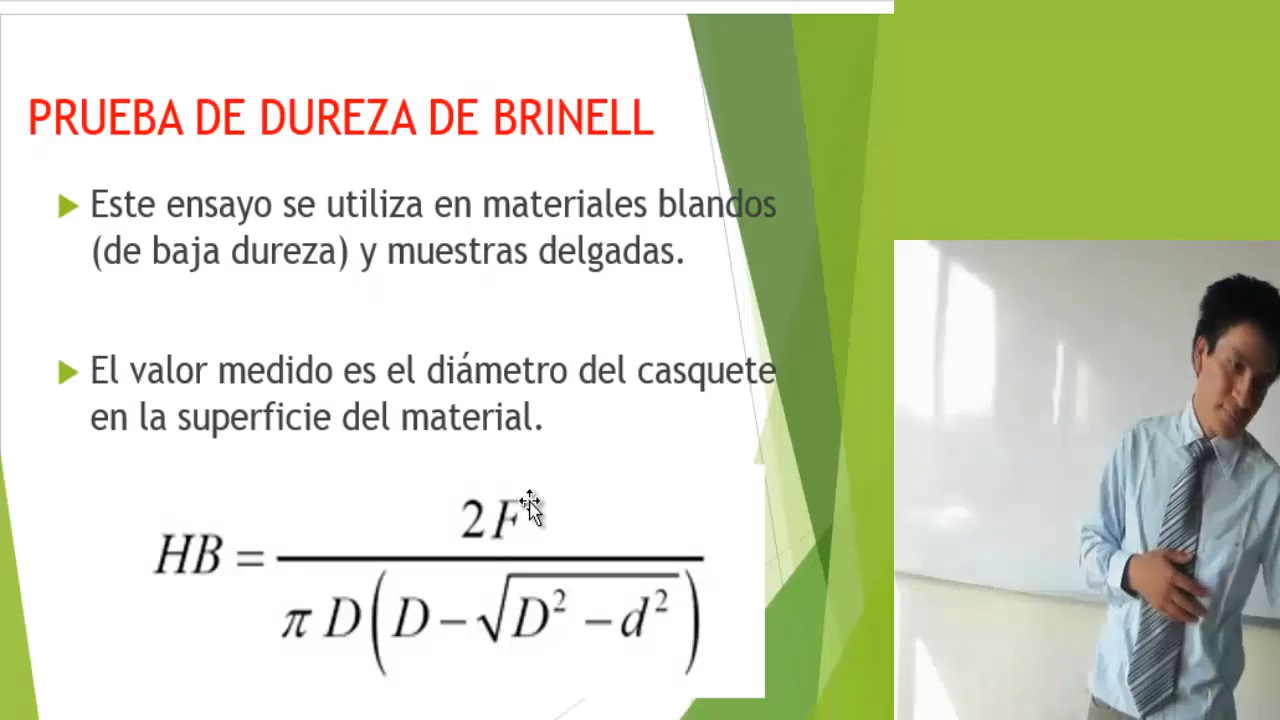 PRUEBA DE DUREZA DE BRINELL
Este ensayo se utiliza en materiales blandos
(de baja dureza) y muestras delgadas.
El valor medido es el diámetro del casquete
en la superficie del material.
HB = 2F / πD(D − √(D² − d²))